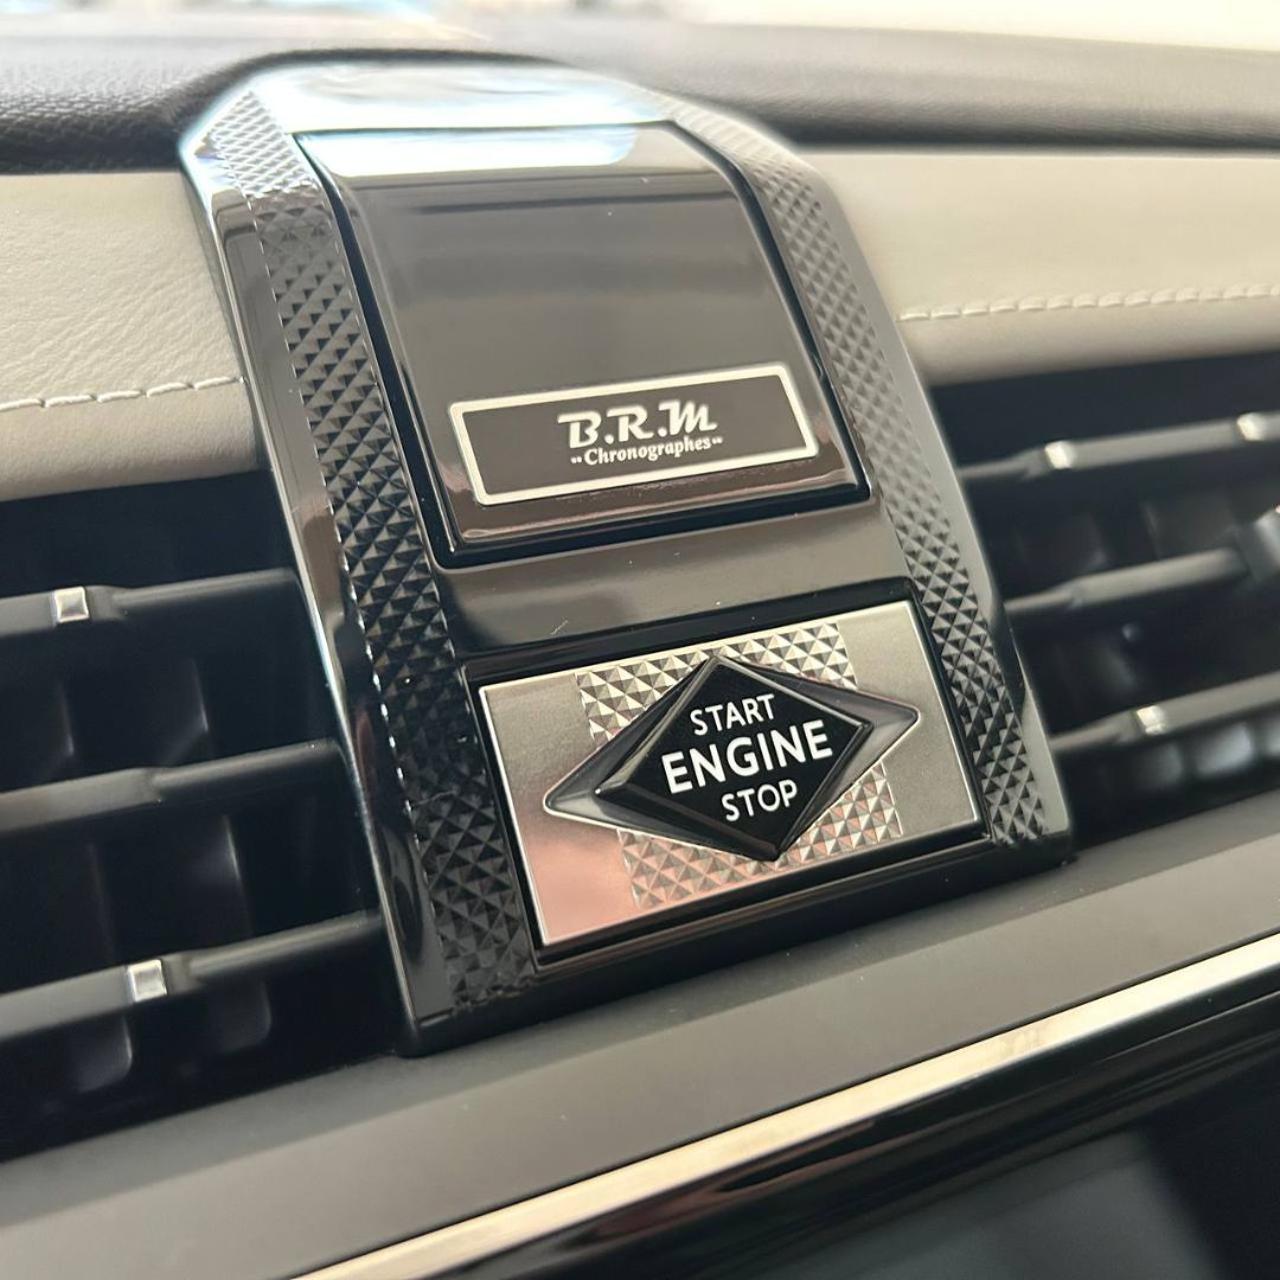 B.R.M
"Chronographes"
START
ENGINE
STOP